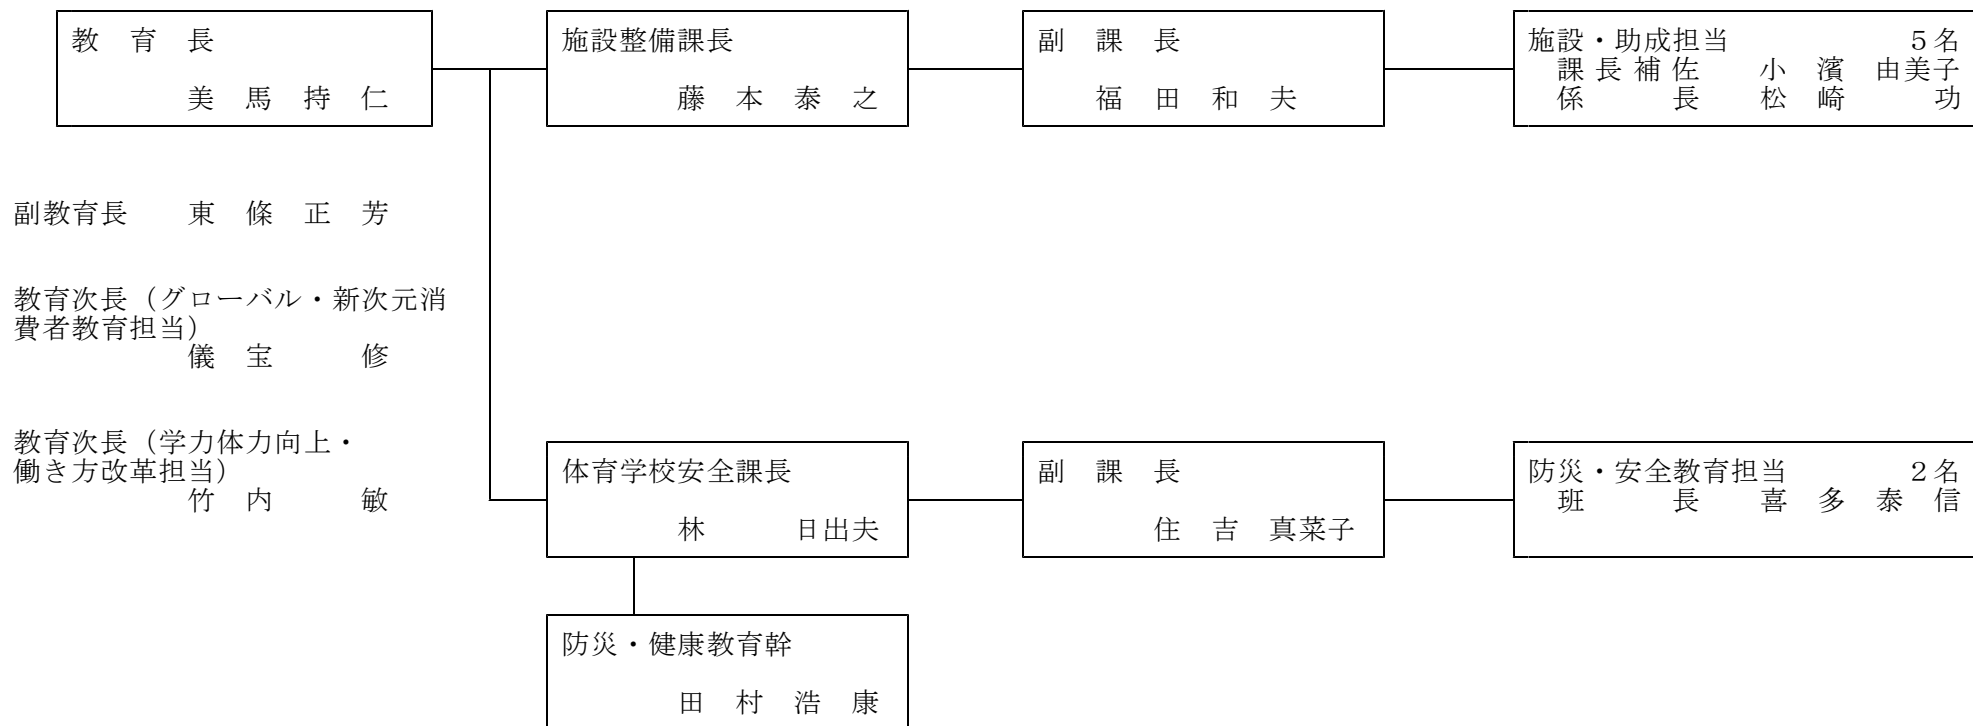 教　育　長
美　馬　持　仁
施設整備課長
藤　本　泰　之
副　課　長
福　田　和　夫
施設・助成担当　５名
課長補佐　小　濱　由美子
係　長　松　崎　功
副教育長　東　條　正　芳
教育次長（グローバル・新次元消
費者教育担当）
儀　宝　修
教育次長（学力体力向上・
働き方改革担当）
竹　内　敏
体育学校安全課長
林　日出夫
副　課　長
住　吉　真菜子
防災・安全教育担当　２名
班　長　喜　多　泰　信
防災・健康教育幹
田　村　浩　康